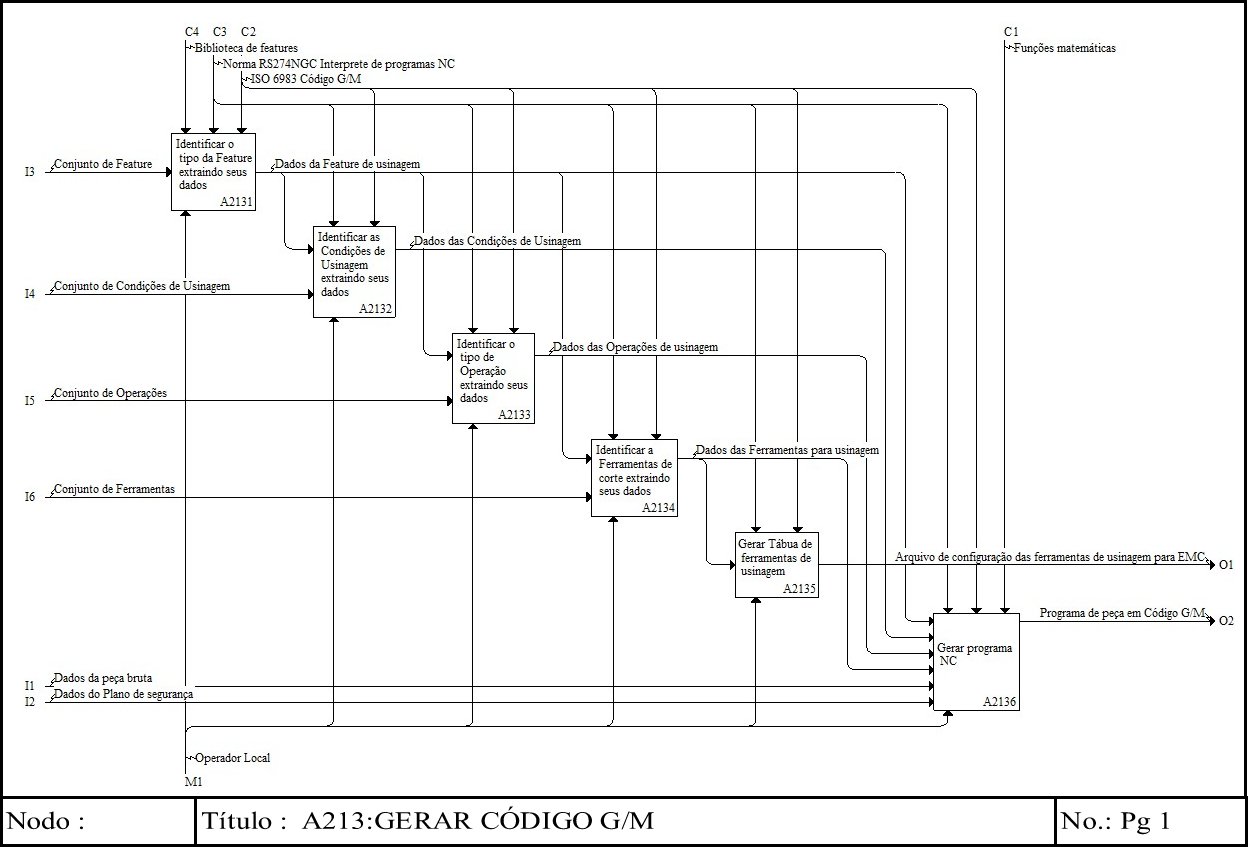 C4 C3 C2 C1
Biblioteca de features
Funções matemáticas
Norma RS274NGC Interprete de programas NC
ISO 6983 Código G/M
Identificar o
tipo da Feature
extraindo seus
dados
A2131
I3
Conjunto de Feature
Dados da Feature de usinagem
Identificar as
Condições de
Usinagem
extraindo seus
dados
A2132
Dados das Condições de Usinagem
I4
Conjunto de Condições de Usinagem
Identificar o
tipo de
Operação
extraindo seus
dados
A2133
Dados das Operações de usinagem
I5
Conjunto de Operações
Identificar a
Ferramentas de
corte extraindo
seus dados
A2134
Dados das Ferramentas para usinagem
I6
Conjunto de Ferramentas
Gerar Tábua de
ferramentas de
usinagem
A2135
Arquivo de configuração das ferramentas de usinagem para EMC
O1
Programa de peça em Código G/M
O2
Gerar programa
NC
A2136
Dados da peça bruta
I1
Dados do Plano de segurança
I2
Operador Local
M1
Nodo :
Título : A213:GERAR CÓDIGO G/M
No.: Pg 1